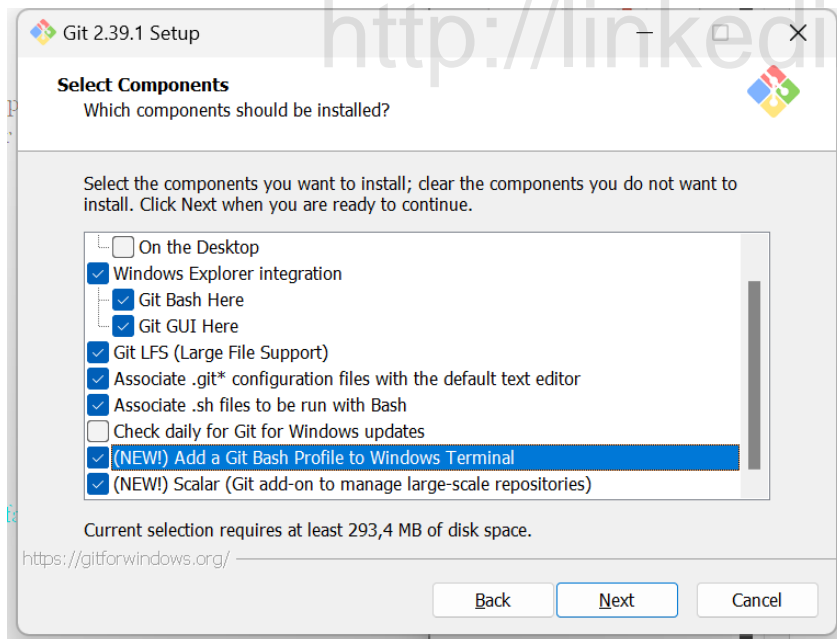 http://linkedi
Git 2.39.1 Setup
Select Components
Which components should be installed?
Select the components you want to install; clear the components you do not want to
install. Click Next when you are ready to continue.
On the Desktop
Windows Explorer integration
Git Bash Here
Git GUI Here
Git LFS (Large File Support)
Associate .git* configuration files with the default text editor
Associate .sh files to be run with Bash
Check daily for Git for Windows updates
(NEW!) Add a Git Bash Profile to Windows Terminal
(NEW!) Scalar (Git add-on to manage large-scale repositories)
Current selection requires at least 293,4 MB of disk space.
https://gitforwindows.org/
Back
Next
Cancel